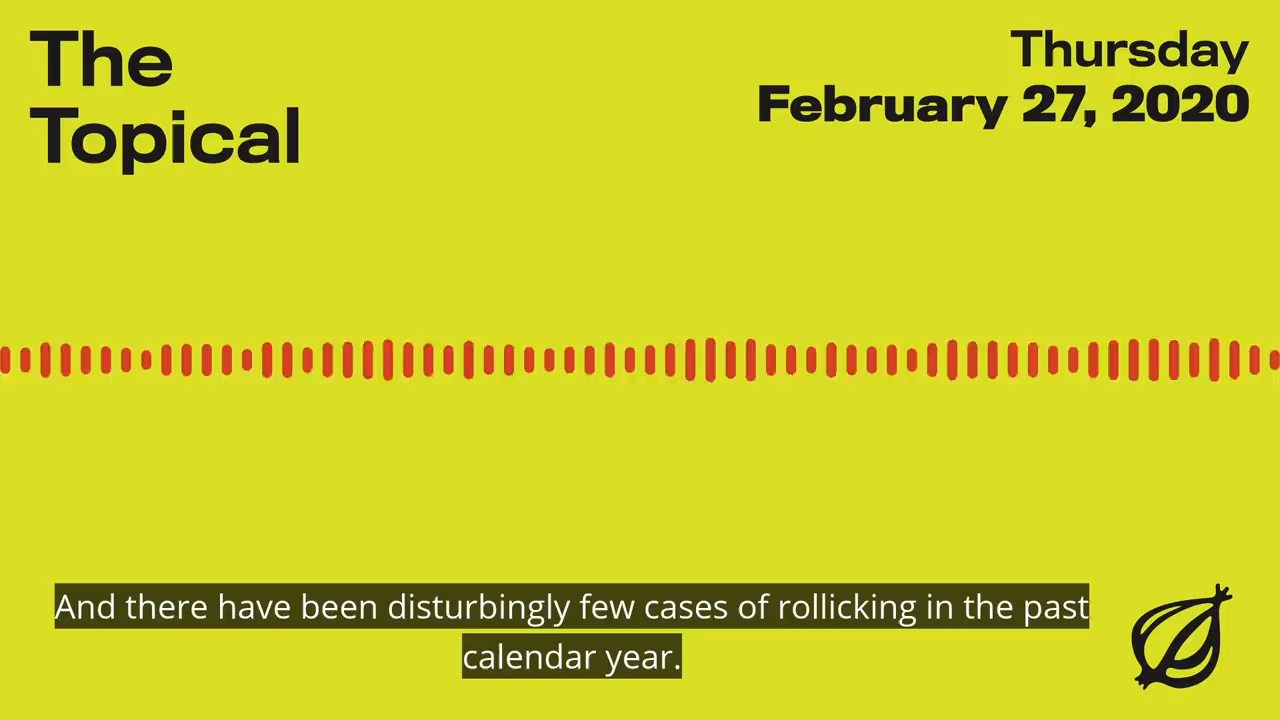 The
Topical
Thursday
February 27, 2020
And there have been disturbingly few cases of rollicking in the past
calendar year.